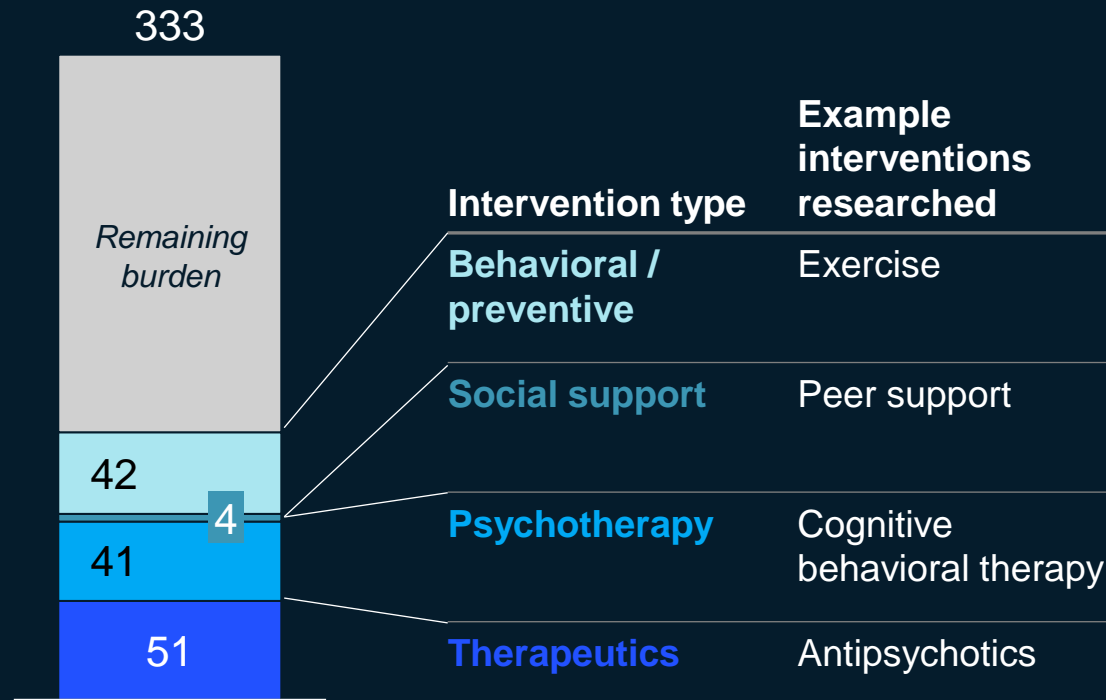 333
Remaining
burden
42
4
41
51
Intervention type
Example
interventions
researched
Behavioral /
preventive
Exercise
Social support
Peer support
Psychotherapy
Cognitive
behavioral therapy
Therapeutics
Antipsychotics